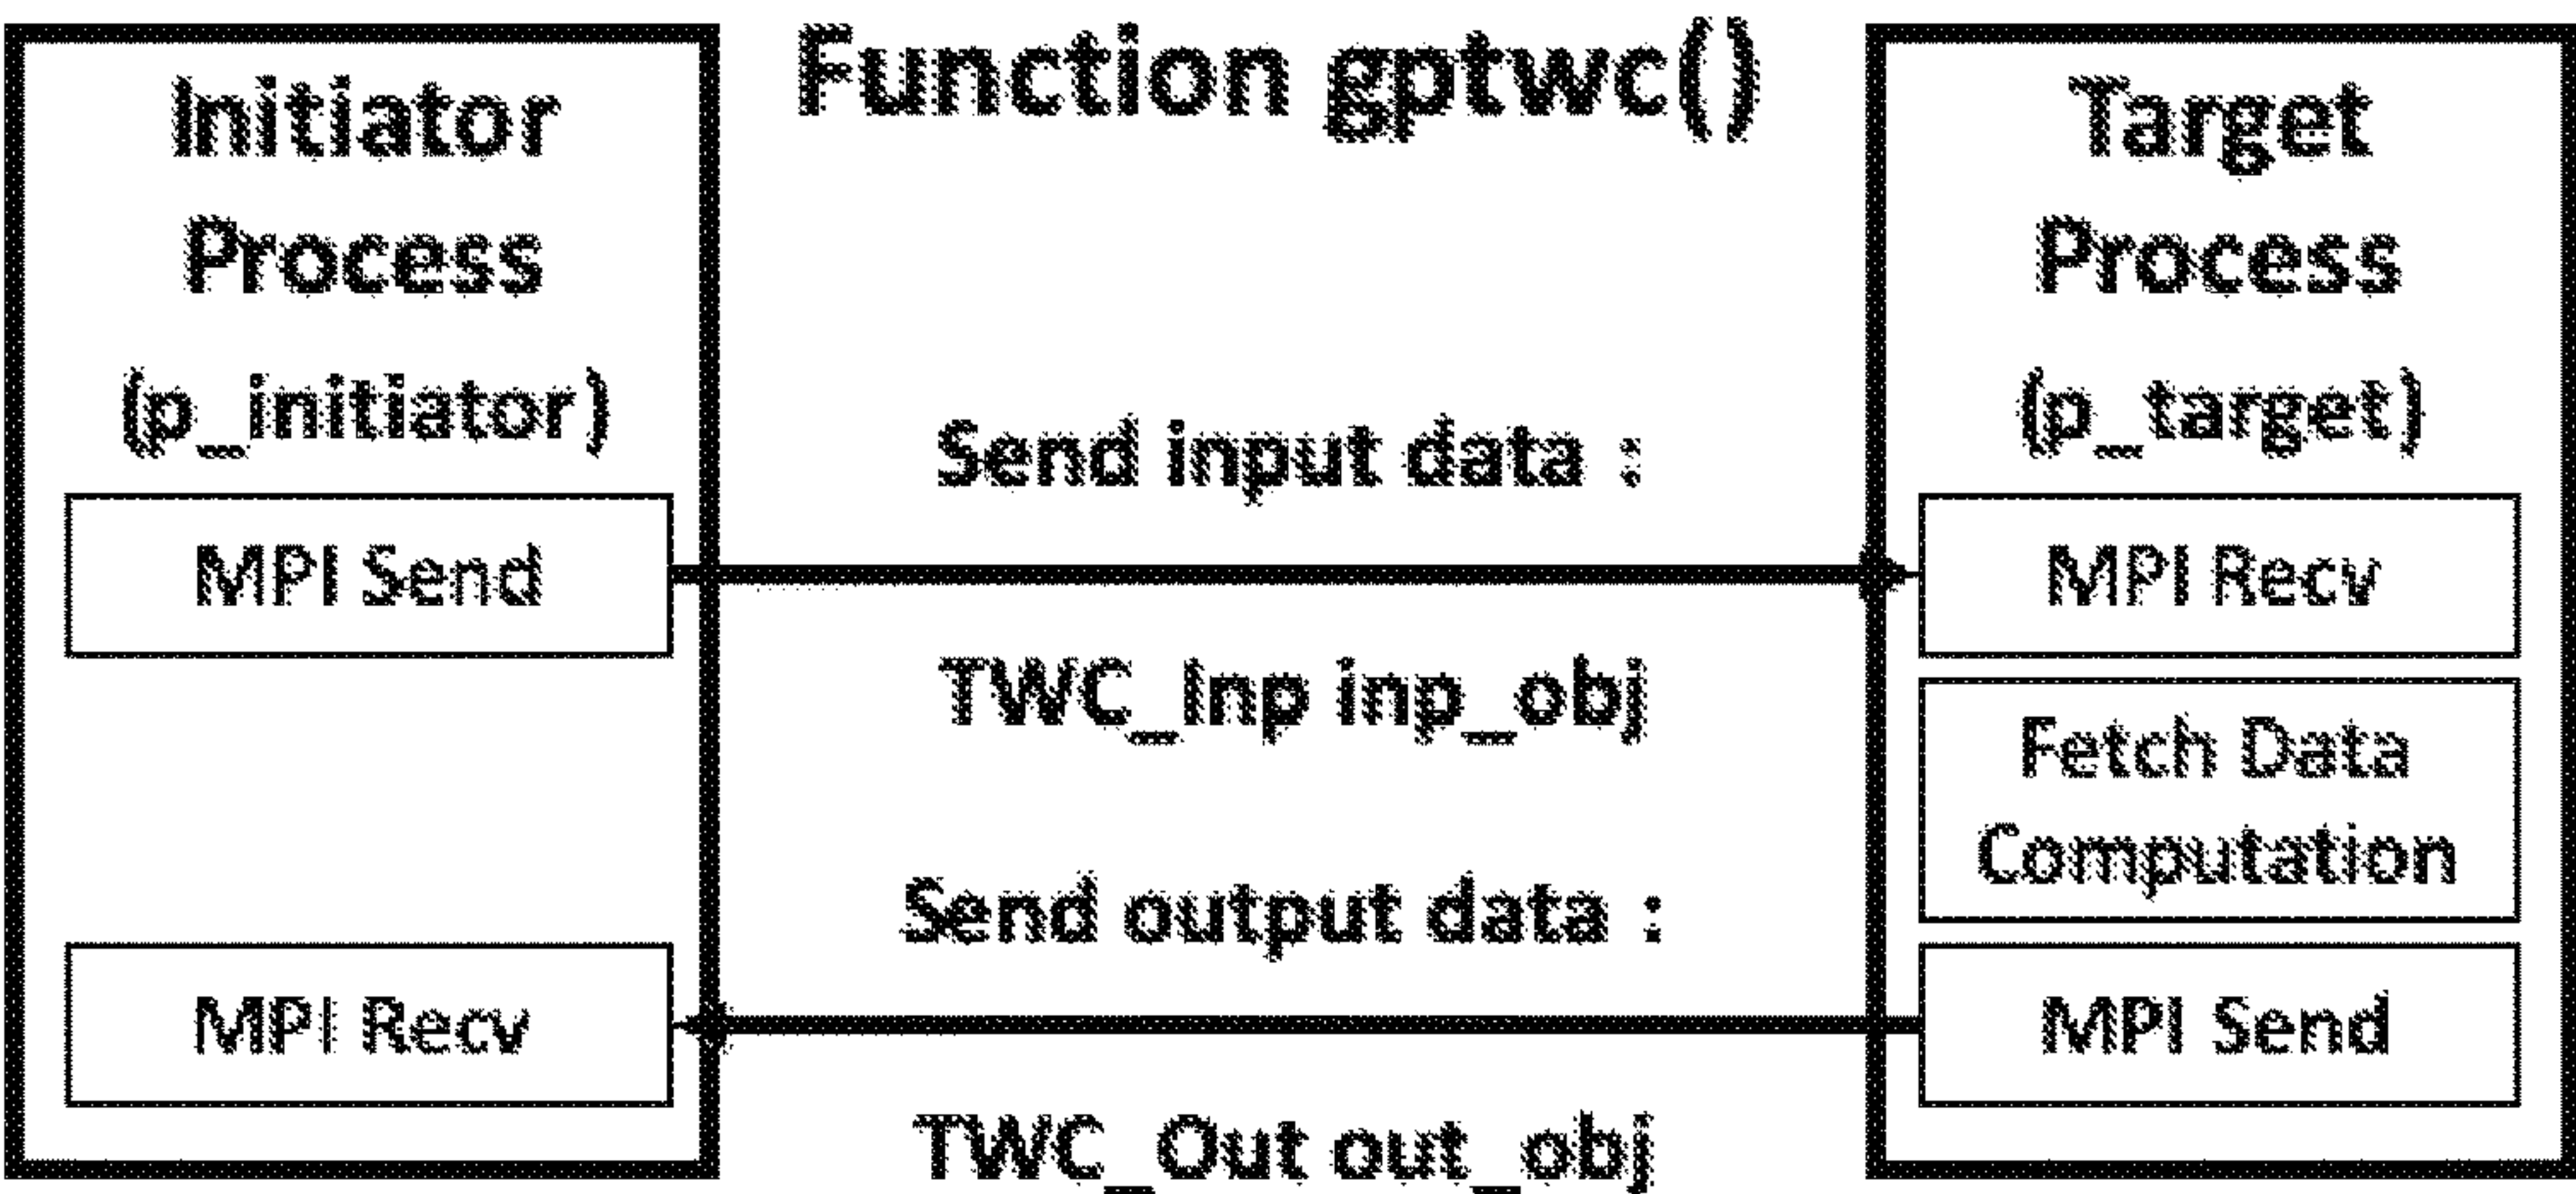 Function gptwc()
Initiator
Process
(p_initiator)
MPI Send
MPI Recv
Send input data :
TWC_Inp inp_obj
Send output data :
TWC_Out out_obj
Target
Process
(p_target)
MPI Recv
Fetch Data
Computation
MPI Send